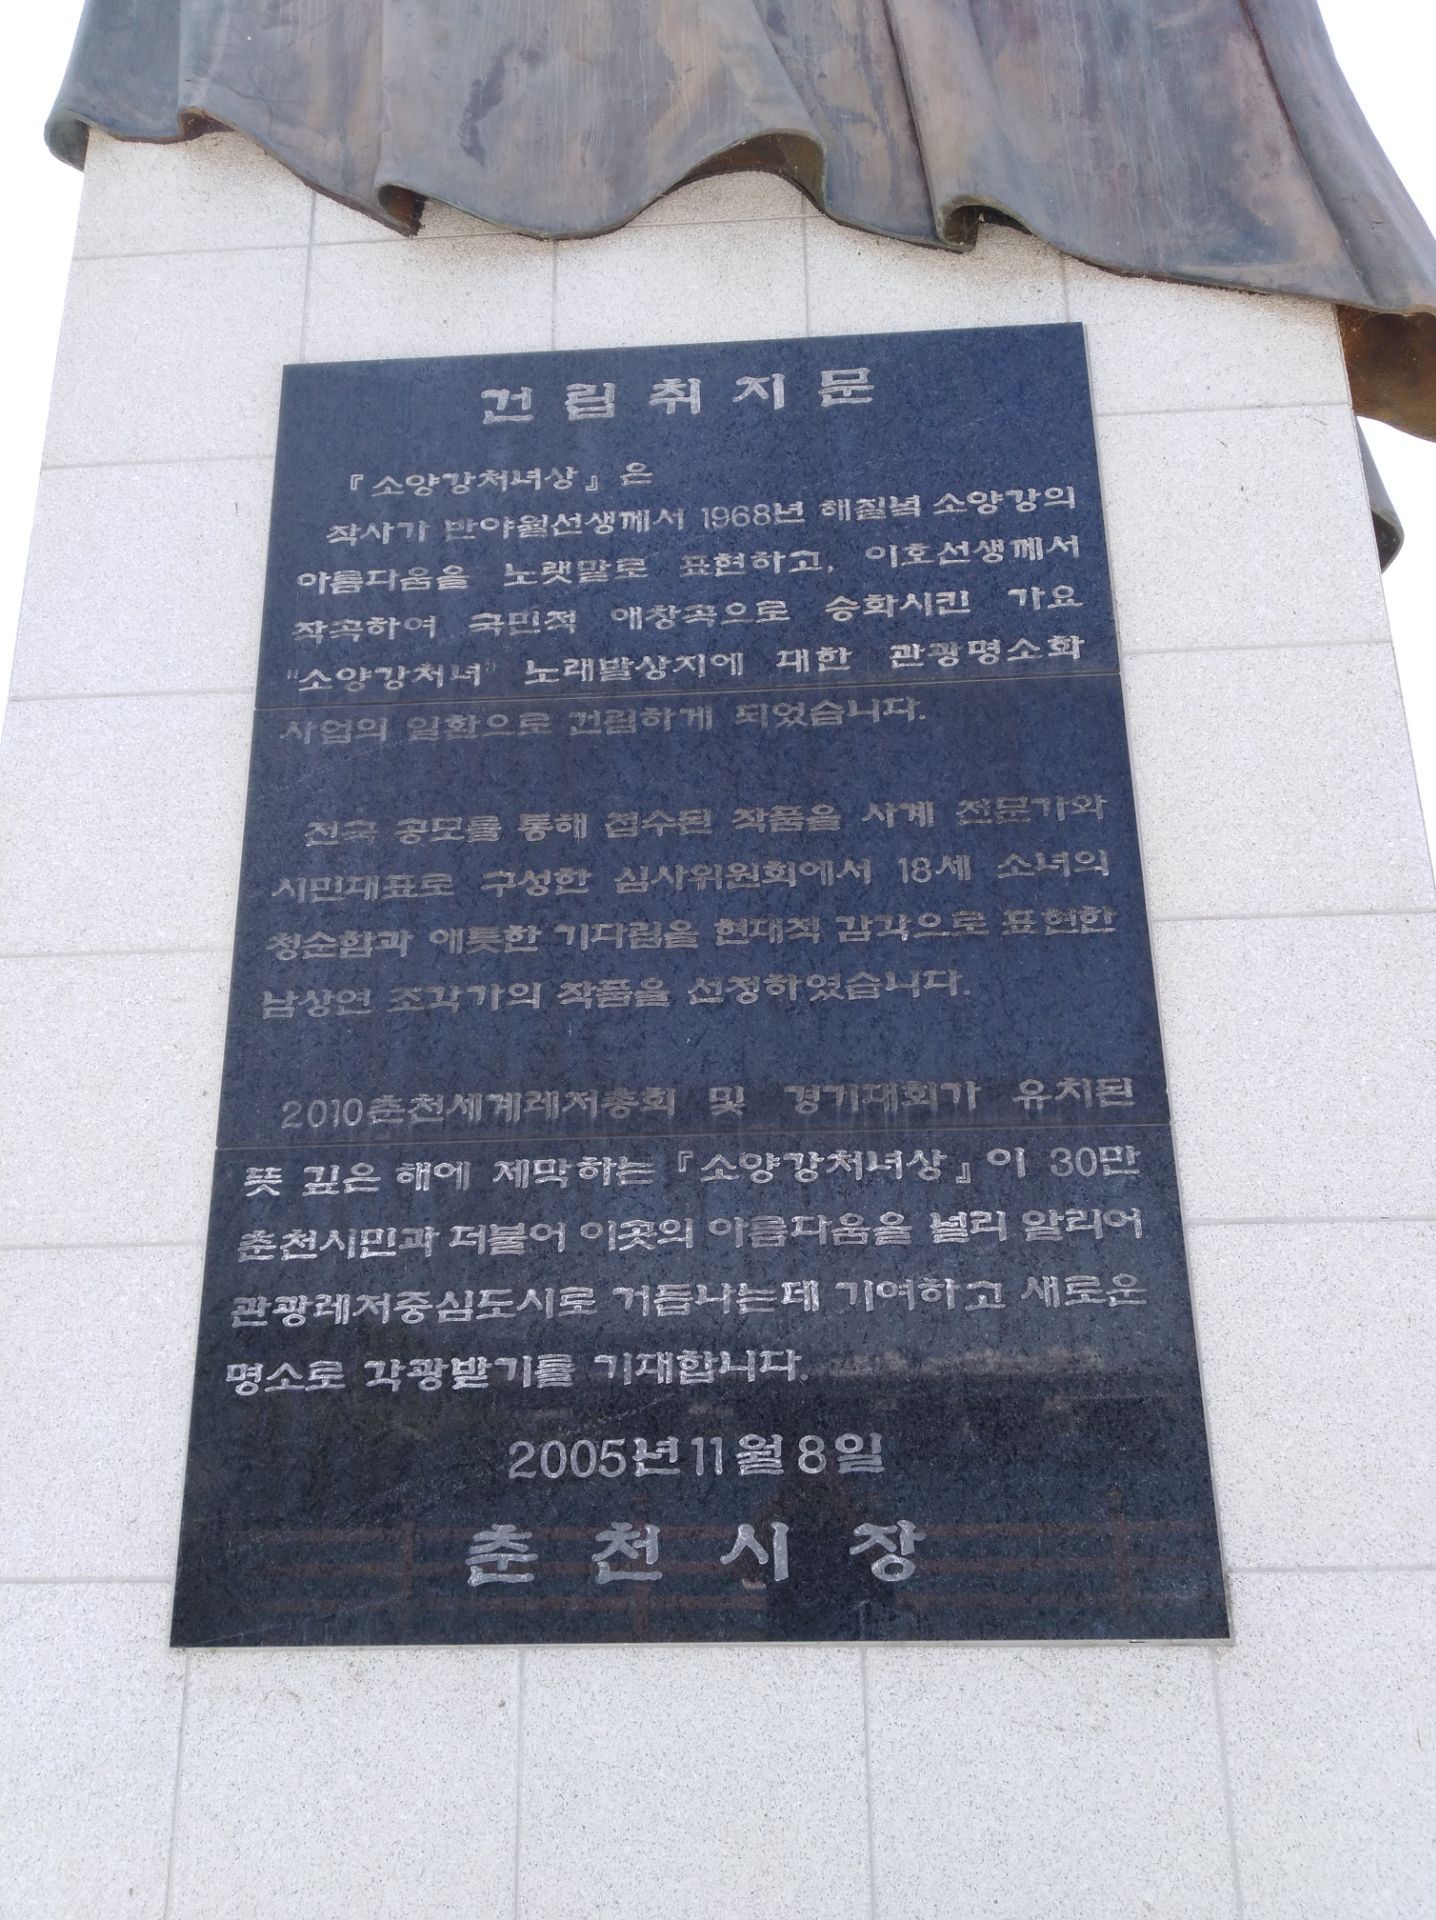 건립취지문
『소양강처녀상』은
작사가 반야월선생께서 1968년 해질녘 소양강의
아름다움을 노랫말로 표현하고, 이호선생께서
작곡하여 국민적 애창곡으로 승화시킨 가요
"소양강처녀" 노래발상지에 대한 관광명소화
사업의 일환으로 건립하게 되었습니다.
전국 공모를 통해 접수된 작품을 사계 전문가와
시민대표로 구성한 심사위원회에서 18세 소녀의
청순함과 애틋한 기다림을 현대적 감각으로 표현한
남상연 조각가의 작품을 선정하였습니다.
2010춘천세계레저총회 및 경기대회가 유치된
뜻 깊은 해에 제막하는『소양강처녀상』이 30만
춘천시민과 더불어 이곳의 아름다움을 널리 알리어
관광레저중심도시로 거듭나는데 기여하고 새로운
명소로 각광받기를 기대합니다.
2005년11월8일
춘천시장